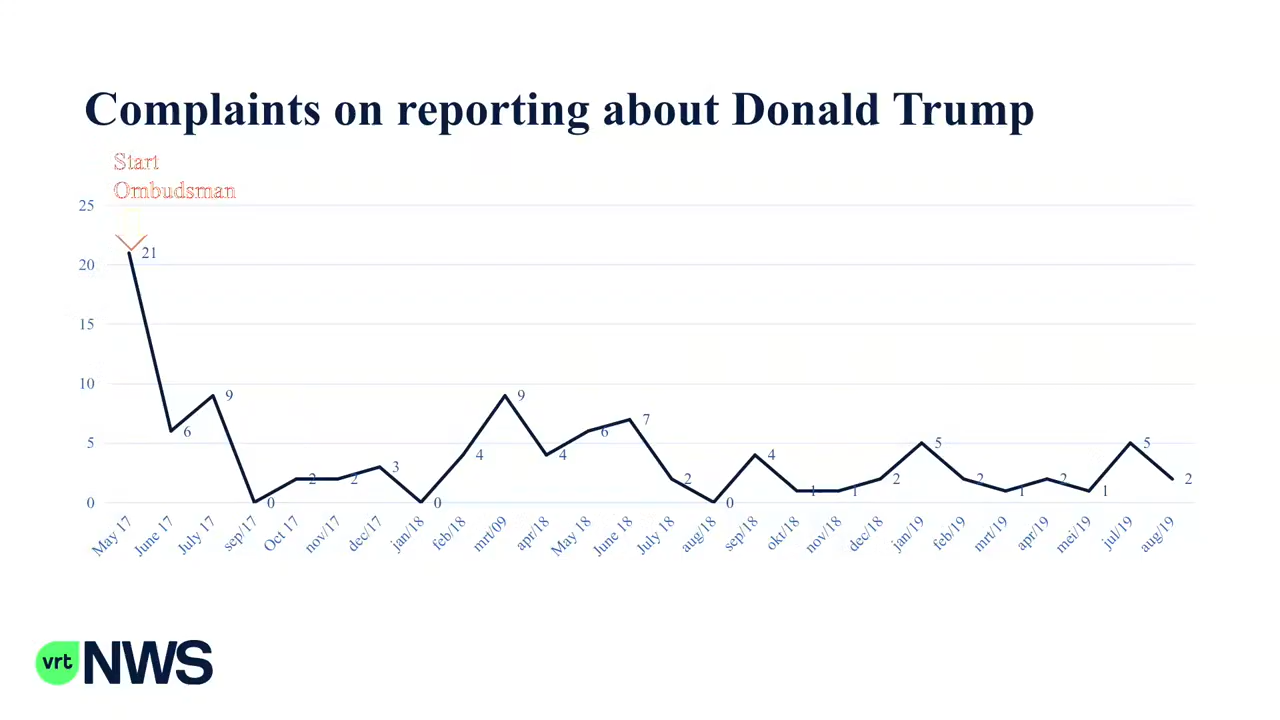 Complaints on reporting about Donald Trump
Start
Ombudsman
25
20
15
10
5
0
21
6
9
0
2
2
3
0
4
9
4
6
7
2
0
4
1
1
2
5
2
1
2
1
5
2
May 17
June 17
July 17
sep/17
Oct 17
nov/17
dec/17
jan/18
feb/18
mrt/09
apr/18
May 18
June 18
July 18
aug/18
sep/18
okt/18
nov/18
dec/18
jan/19
feb/19
mrt/19
apr/19
mei/19
jul/19
aug/19
vrt NWS